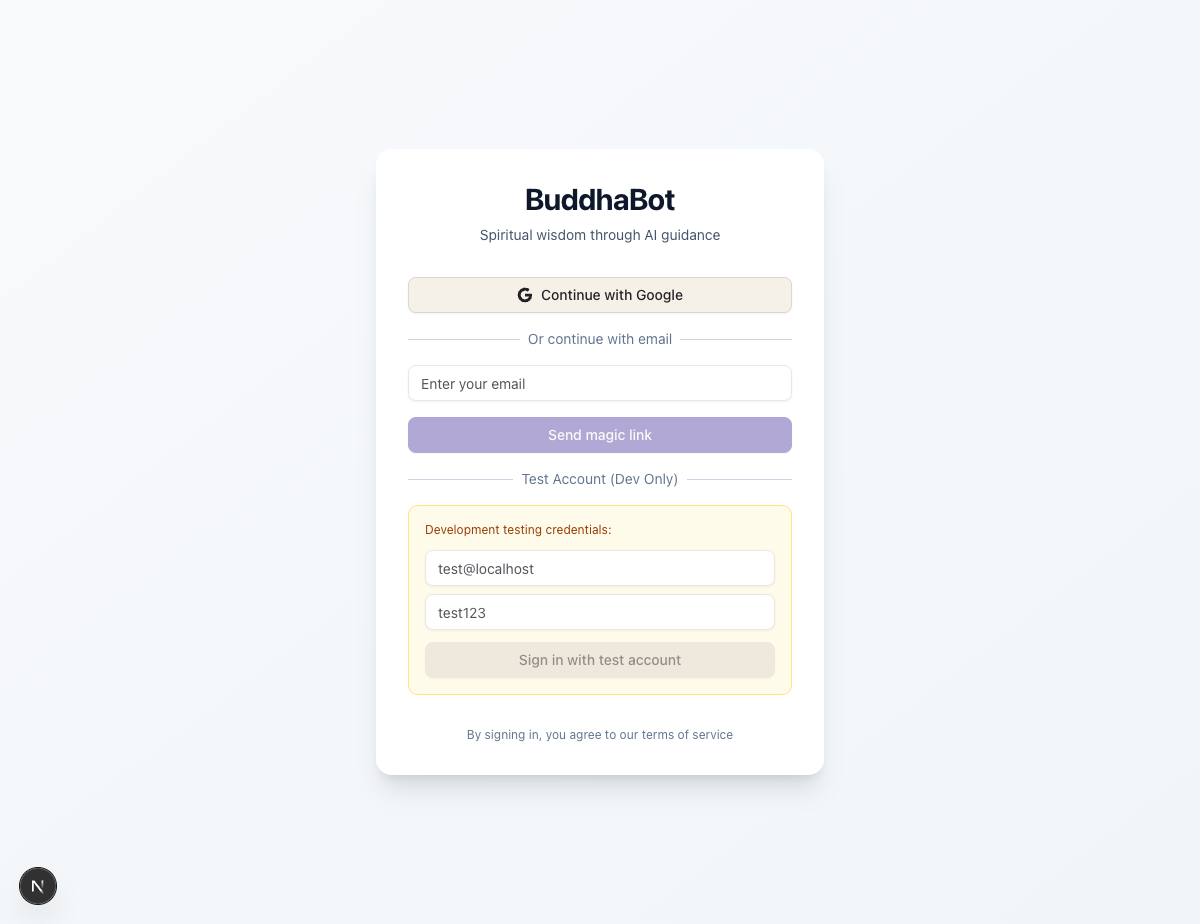 BuddhaBot
Spiritual wisdom through AI guidance
Continue with Google
Or continue with email
Enter your email
Send magic link
Test Account (Dev Only)
Development testing credentials:
test@localhost
test123
Sign in with test account
By signing in, you agree to our terms of service
N